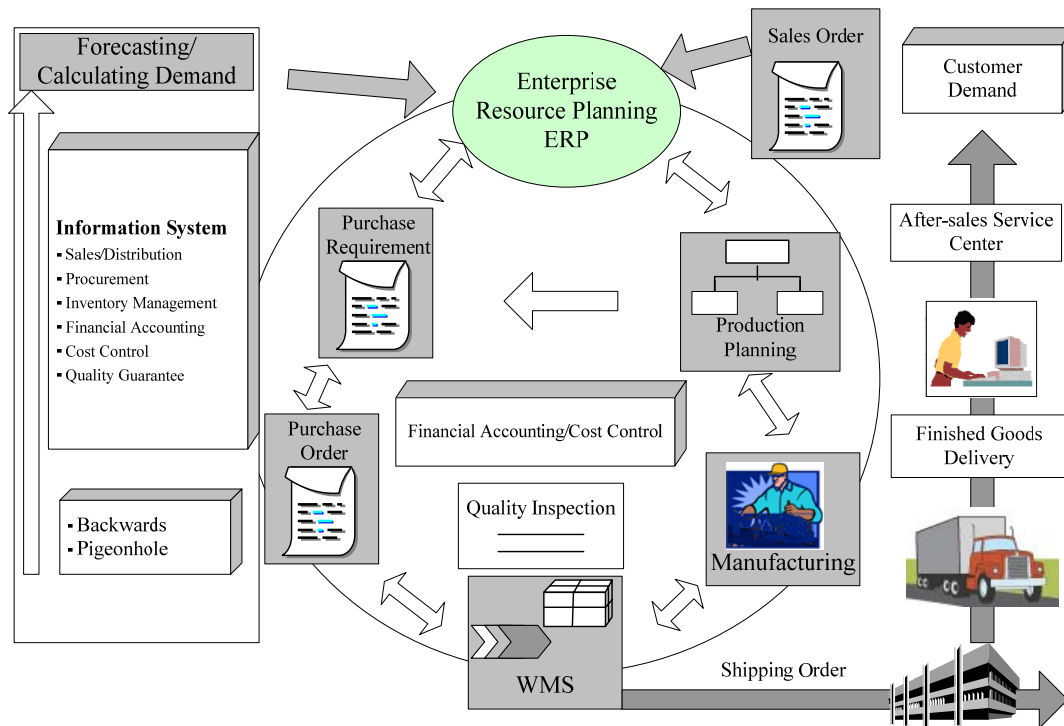 Forecasting/
Calculating Demand
Information System
▪ Sales/Distribution
▪ Procurement
▪ Inventory Management
▪ Financial Accounting
▪ Cost Control
▪ Quality Guarantee
▪ Backwards
▪ Pigeonhole
Enterprise
Resource Planning
ERP
Sales Order
Purchase
Requirement
Production
Planning
Purchase
Order
Financial Accounting/Cost Control
Quality Inspection
Manufacturing
WMS
Shipping Order
Customer
Demand
After-sales Service
Center
Finished Goods
Delivery